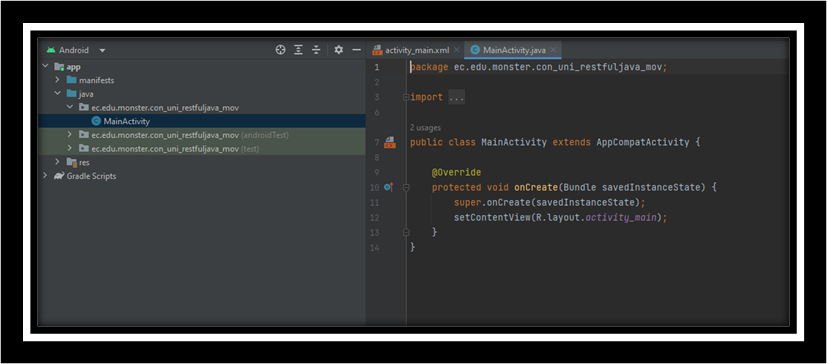 Android
app
manifests
java
ec.edu.monster.con_uni_restfuljava_mov
MainActivity
ec.edu.monster.con_uni_restfuljava_mov (androidTest)
ec.edu.monster.con_uni_restfuljava_mov (test)
res
Gradle Scripts
activity_main.xml
MainActivity.java
1 package ec.edu.monster.con_uni_restfuljava_mov;
2
3 import ...
6
2 usages
7 public class MainActivity extends AppCompatActivity {
8
9 @Override
10 protected void onCreate(Bundle savedInstanceState) {
11 super.onCreate(savedInstanceState);
12 setContentView(R.layout.activity_main);
13 }
14 }